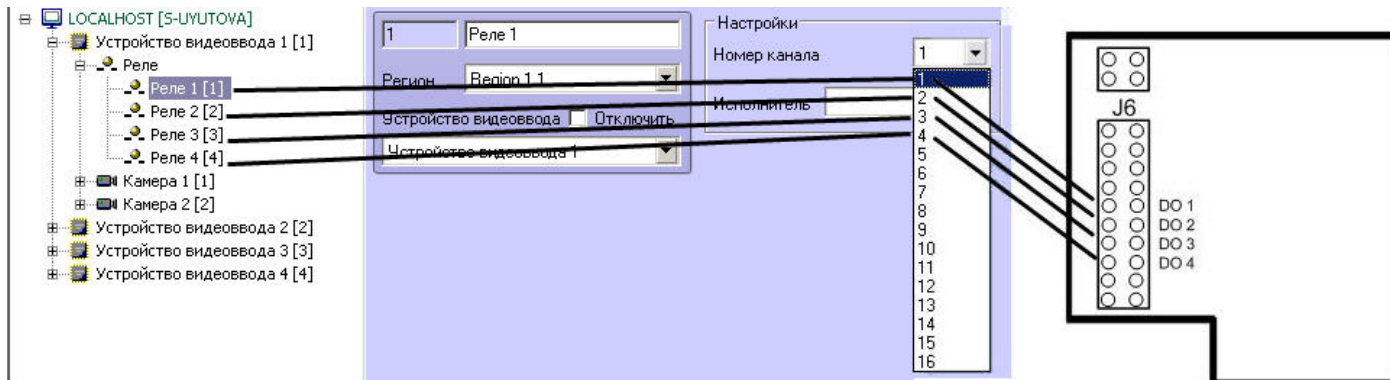 LOCALHOST [S-UYUTOVA]
Устройство видеоввода 1 [1]
Реле
Реле 1 [1]
Реле 2 [2]
Реле 3 [3]
Реле 4 [4]
Камера 1 [1]
Камера 2 [2]
Устройство видеоввода 2 [2]
Устройство видеоввода 3 [3]
Устройство видеоввода 4 [4]
1
Реле 1
Регион
Region 1.1
Устройство видеоввода
Отключить
Устройство видеоввода 1
Настройки
Номер канала
1
Исполнитель
1
2
3
4
5
6
7
8
9
10
11
12
13
14
15
16
J6
DO 1
DO 2
DO 3
DO 4